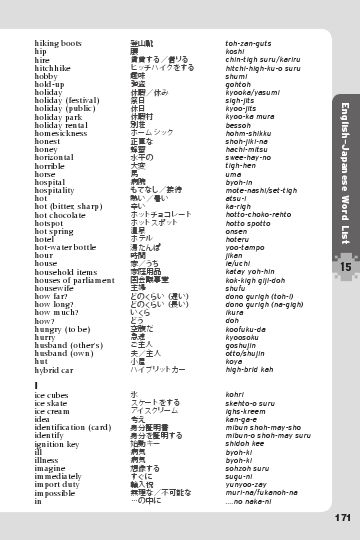 hiking boots 登山靴 toh-zan-guts
hip 腰 koshi
hire 賃貸する／借りる chin-tigh suru/kariru
hitchhike ヒッチハイクをする hitchi-high-ku-o suru
hobby 趣味 shumi
hold-up 強盗 gohtoh
holiday 休暇／休み kyooka/yasumi
holiday (festival) 祭日 sigh-jits
holiday (public) 休日 kyoo-jits
holiday park 休暇村 kyoo-ka mura
holiday rental 別荘 bessoh
homesickness ホームシック hohm-shikku
honest 正直な shoh-jiki-na
honey 蜂蜜 hachi-mitsu
horizontal 水平の swee-hay-no
horrible 大変 tigh-hen
horse 馬 uma
hospital 病院 byoh-in
hospitality もてなし／接待 mote-nashi/set-tigh
hot 熱い／暑い atsu-i
hot (bitter, sharp) 辛い ka-righ
hot chocolate ホットチョコレート hotto-choko-rehto
hotspot ホットスポット hotto spotto
hot spring 温泉 onsen
hotel ホテル hoteru
hot-water bottle 湯たんぽ yoo-tampo
hour 時間 jikan
house 家／うち ie/uchi
household items 家庭用品 katay yoh-hin
houses of parliament 国会議事堂 kok-kigh giji-doh
housewife 主婦 shufu
how far? どのくらい（遠い） dono gurigh (toh-i)
how long? どのくらい（長い） dono gurigh (na-gigh)
how much? いくら ikura
how? どう doh
hungry (to be) 空腹だ koofuku-da
hurry 急速 kyoosoku
husband (other's) ご主人 goshujin
husband (own) 夫／主人 otto/shujin
hut 小屋 koya
hybrid car ハイブリットカー high-brid kah
I
ice cubes 氷 kohri
ice skate スケートをする skehto-o suru
ice cream アイスクリーム ighs-kreem
idea 考え kan-ga-e
identification (card) 身分証明書 mibun shoh-may-sho
identify 身分を証明する mibun-o shoh-may suru
ignition key 始動キー shidoh kee
ill 病気 byoh-ki
illness 病気 byoh-ki
imagine 想像する sohzoh suru
immediately すぐに sugu-ni
import duty 輸入税 yunyoo-zay
impossible 無理な／不可能な muri-na/fukanoh-na
in …の中に ....no naka-ni
English–Japanese Word List
15
171